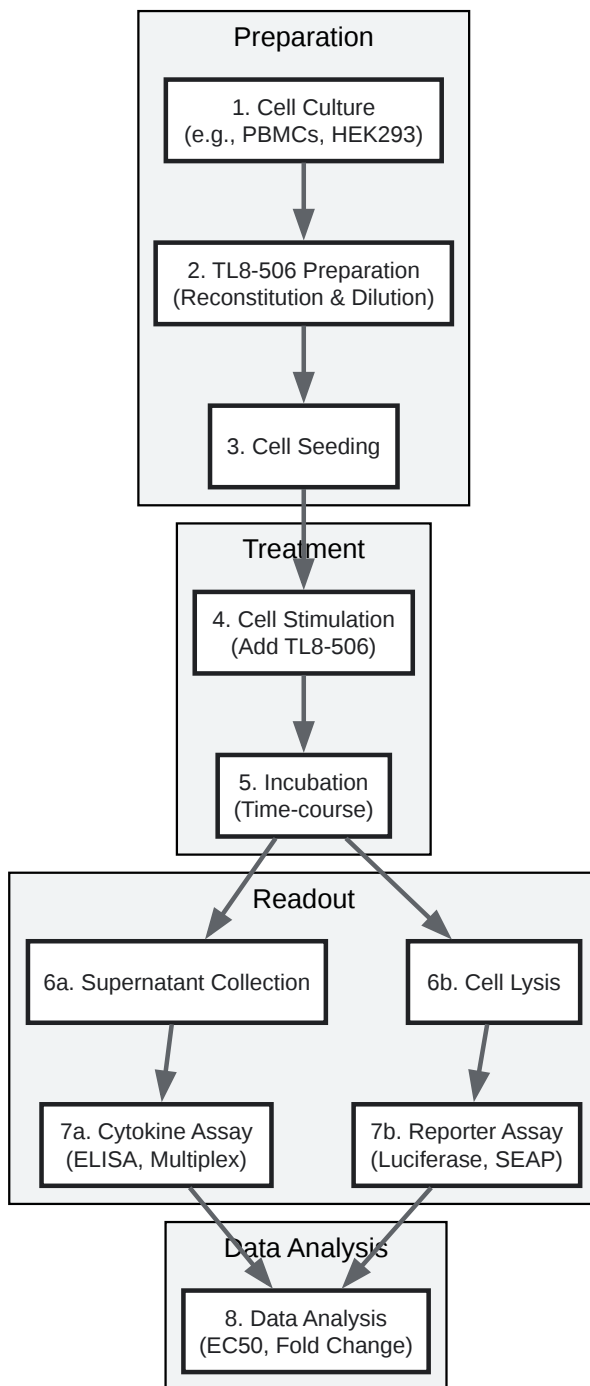 Preparation
1. Cell Culture
(e.g., PBMCs, HEK293)
2. TL8-506 Preparation
(Reconstitution & Dilution)
3. Cell Seeding
Treatment
4. Cell Stimulation
(Add TL8-506)
5. Incubation
(Time-course)
Readout
6a. Supernatant Collection
6b. Cell Lysis
7a. Cytokine Assay
(ELISA, Multiplex)
7b. Reporter Assay
(Luciferase, SEAP)
Data Analysis
8. Data Analysis
(EC50, Fold Change)